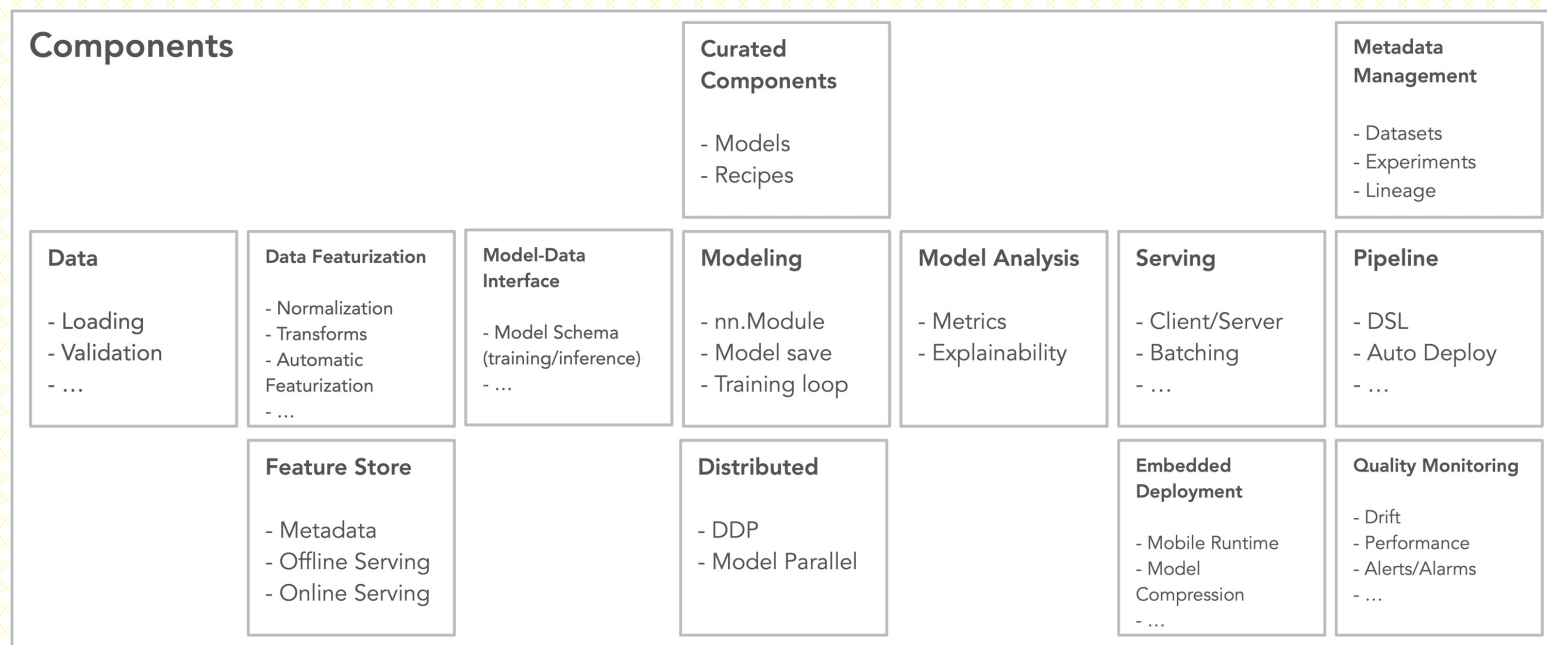 Components
Curated
Components
- Models
- Recipes
Metadata
Management
- Datasets
- Experiments
- Lineage
Data
- Loading
- Validation
- …
Data Featurization
- Normalization
- Transforms
- Automatic
Featurization
- …
Model-Data
Interface
- Model Schema
(training/inference)
- …
Modeling
- nn.Module
- Model save
- Training loop
Model Analysis
- Metrics
- Explainability
Serving
- Client/Server
- Batching
- …
Pipeline
- DSL
- Auto Deploy
- …
Feature Store
- Metadata
- Offline Serving
- Online Serving
Distributed
- DDP
- Model Parallel
Embedded
Deployment
- Mobile Runtime
- Model
Compression
- …
Quality Monitoring
- Drift
- Performance
- Alerts/Alarms
- …